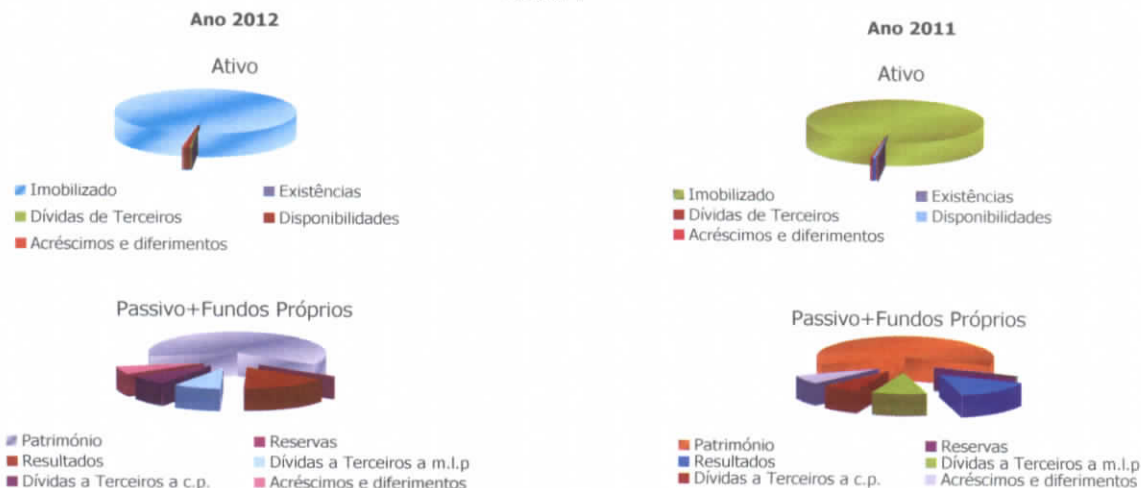 Ano 2012
Ativo
Imobilizado Existências
Dívidas de Terceiros Disponibilidades
Acréscimos e diferimentos
Passivo+Fundos Próprios
Património Reservas
Resultados Dívidas a Terceiros a m.l.p
Dívidas a Terceiros a c.p. Acréscimos e diferimentos
Ano 2011
Ativo
Imobilizado Existências
Dívidas de Terceiros Disponibilidades
Acréscimos e diferimentos
Passivo+Fundos Próprios
Património Reservas
Resultados Dívidas a Terceiros a m.l.p
Dívidas a Terceiros a c.p. Acréscimos e diferimentos